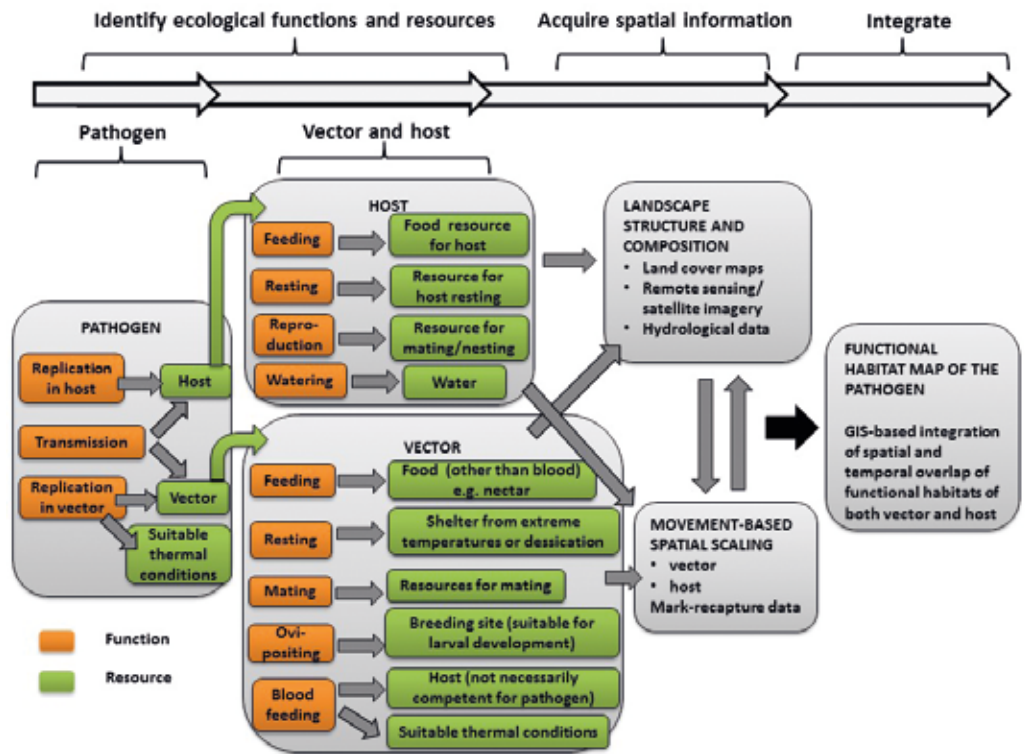 Identify ecological functions and resources
Acquire spatial information
Integrate
Pathogen
Vector and host
PATHOGEN
Replication
in host
Host
Transmission
Replication
in vector
Vector
Suitable
thermal
conditions
HOST
Feeding
Food resource
for host
Resting
Resource for
host resting
Repro-
duction
Resource for
mating/nesting
Watering
Water
VECTOR
Feeding
Food (other than blood)
e.g. nectar
Resting
Shelter from extreme
temperatures or dessication
Mating
Resources for mating
Ovi-
positing
Breeding site (suitable for
larval development)
Blood
feeding
Host (not necessarily
competent for pathogen)
Suitable thermal conditions
LANDSCAPE
STRUCTURE AND
COMPOSITION
• Land cover maps
• Remote sensing/
satellite imagery
• Hydrological data
MOVEMENT-BASED
SPATIAL SCALING
• vector
• host
Mark-recapture data
FUNCTIONAL
HABITAT MAP OF THE
PATHOGEN
GIS-based integration
of spatial and
temporal overlap of
functional habitats of
both vector and host
Function
Resource